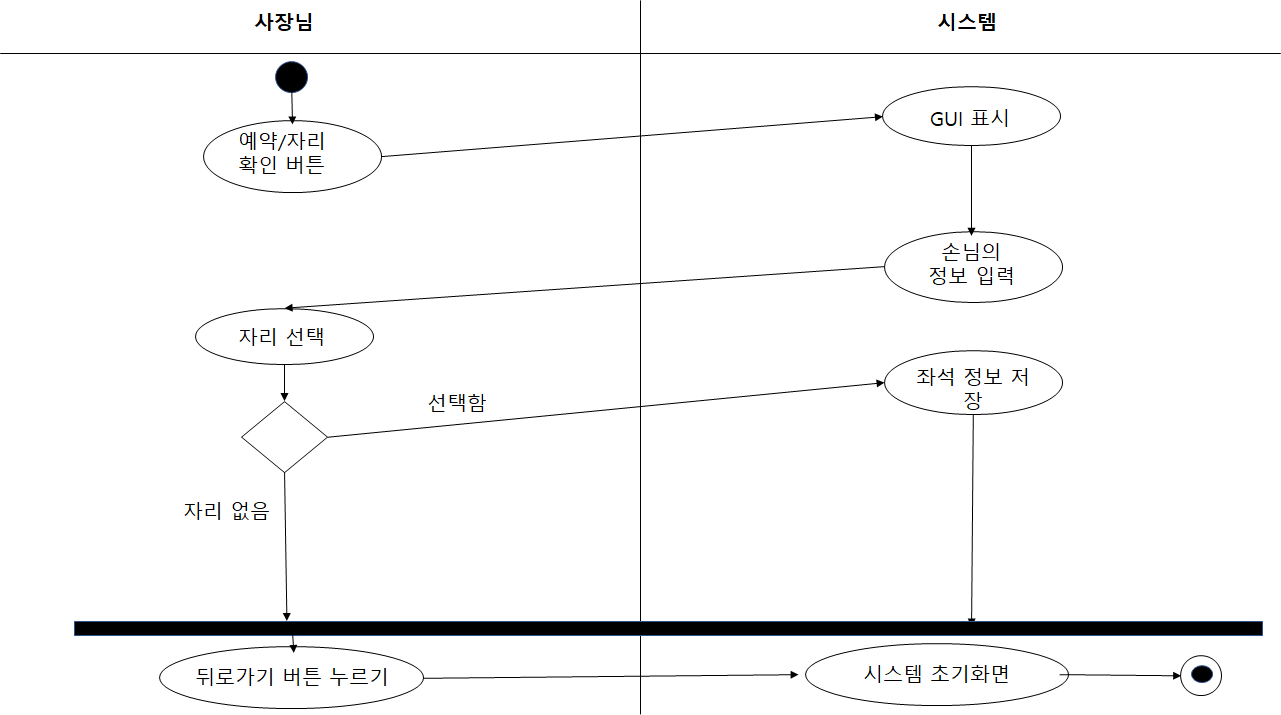 사장님
시스템
예약/자리
확인 버튼
GUI 표시
손님의
정보 입력
자리 선택
선택함
좌석 정보 저
장
자리 없음
뒤로가기 버튼 누르기
시스템 초기화면